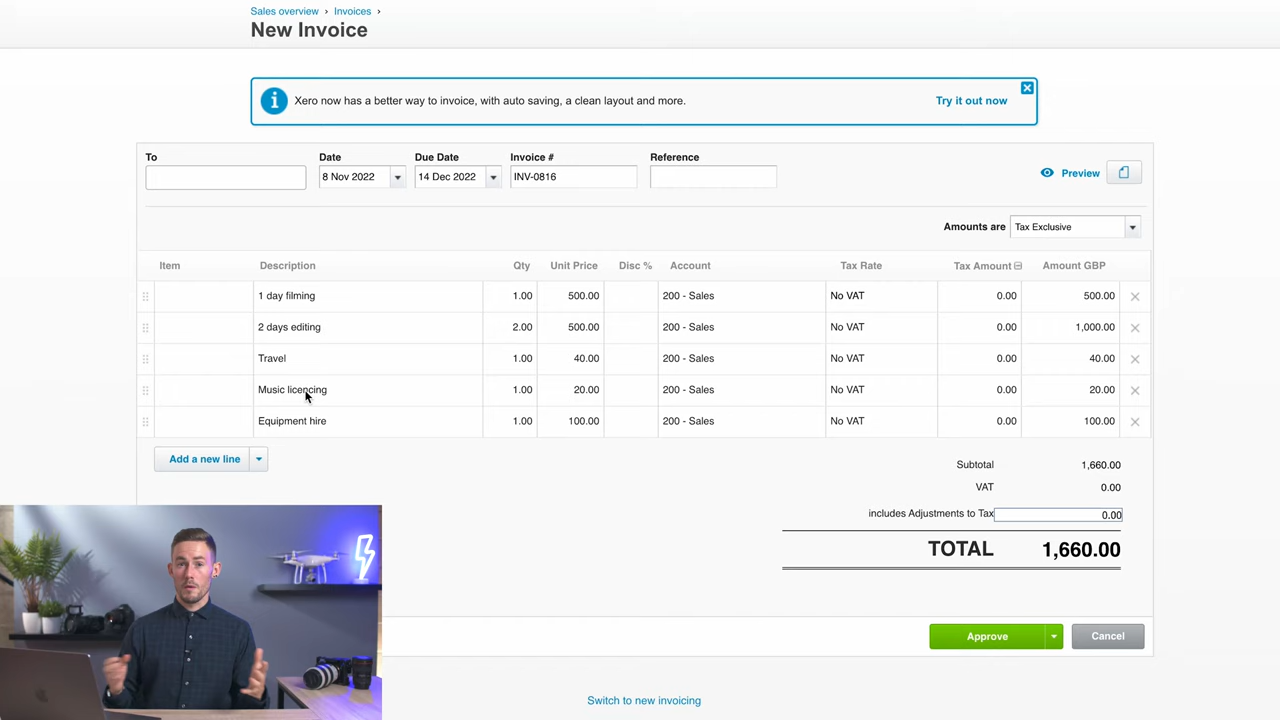 Sales overview › Invoices ›
New Invoice
Xero now has a better way to invoice, with auto saving, a clean layout and more. Try it out now
To Date Due Date Invoice # Reference
8 Nov 2022 14 Dec 2022 INV-0816 Preview
Amounts are Tax Exclusive
Item Description Qty Unit Price Disc % Account Tax Rate Tax Amount Amount GBP
1 day filming 1.00 500.00 200 - Sales No VAT 0.00 500.00
2 days editing 2.00 500.00 200 - Sales No VAT 0.00 1,000.00
Travel 1.00 40.00 200 - Sales No VAT 0.00 40.00
Music licencing 1.00 20.00 200 - Sales No VAT 0.00 20.00
Equipment hire 1.00 100.00 200 - Sales No VAT 0.00 100.00
Add a new line
Subtotal 1,660.00
VAT 0.00
includes Adjustments to Tax 0.00
TOTAL 1,660.00
Approve Cancel
Switch to new invoicing